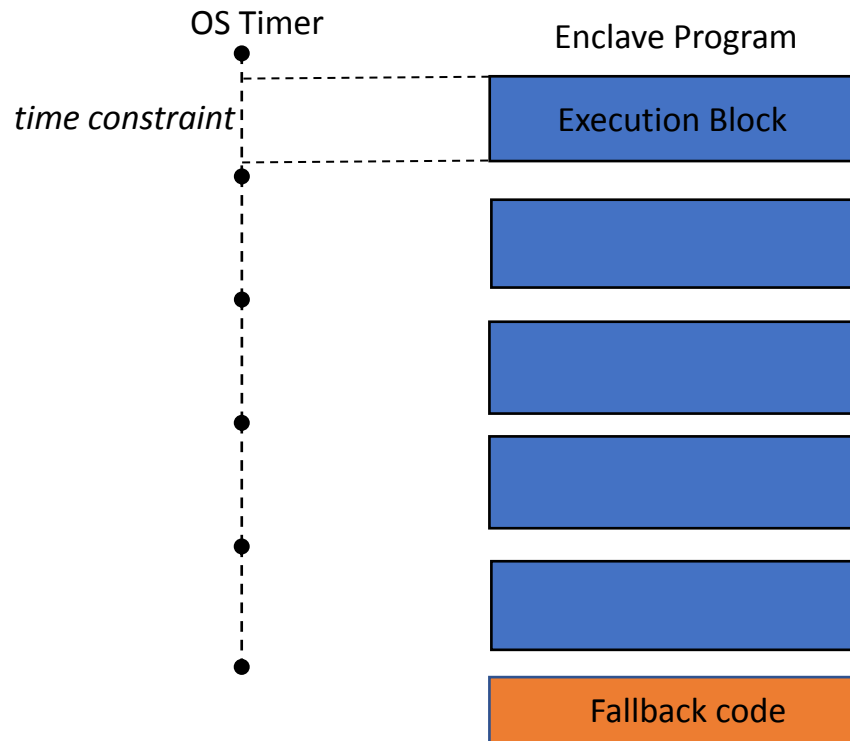 OS Timer
Enclave Program
time constraint
Execution Block
Fallback code